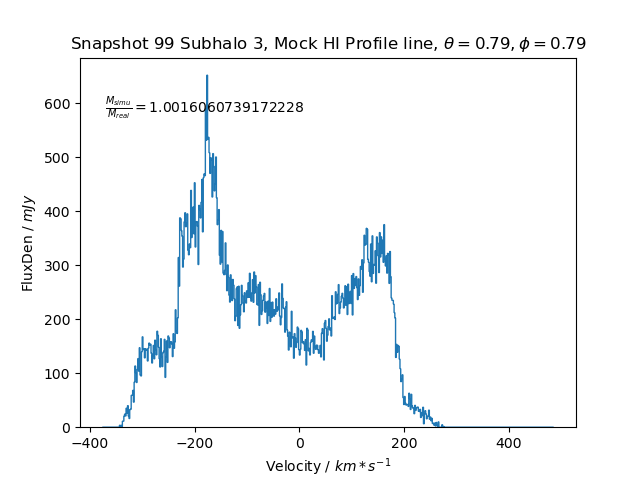 Snapshot 99 Subhalo 3, Mock HI Profile line, θ = 0.79, ϕ = 0.79
M_simu/M_real = 1.0016060739172228
FluxDen / mJy
600
500
400
300
200
100
0
−400 −200 0 200 400
Velocity / km * s⁻¹